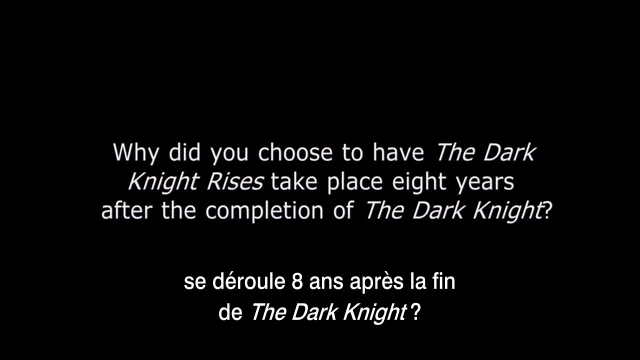 Why did you choose to have The Dark
Knight Rises take place eight years
after the completion of The Dark Knight?
se déroule 8 ans après la fin
de The Dark Knight ?